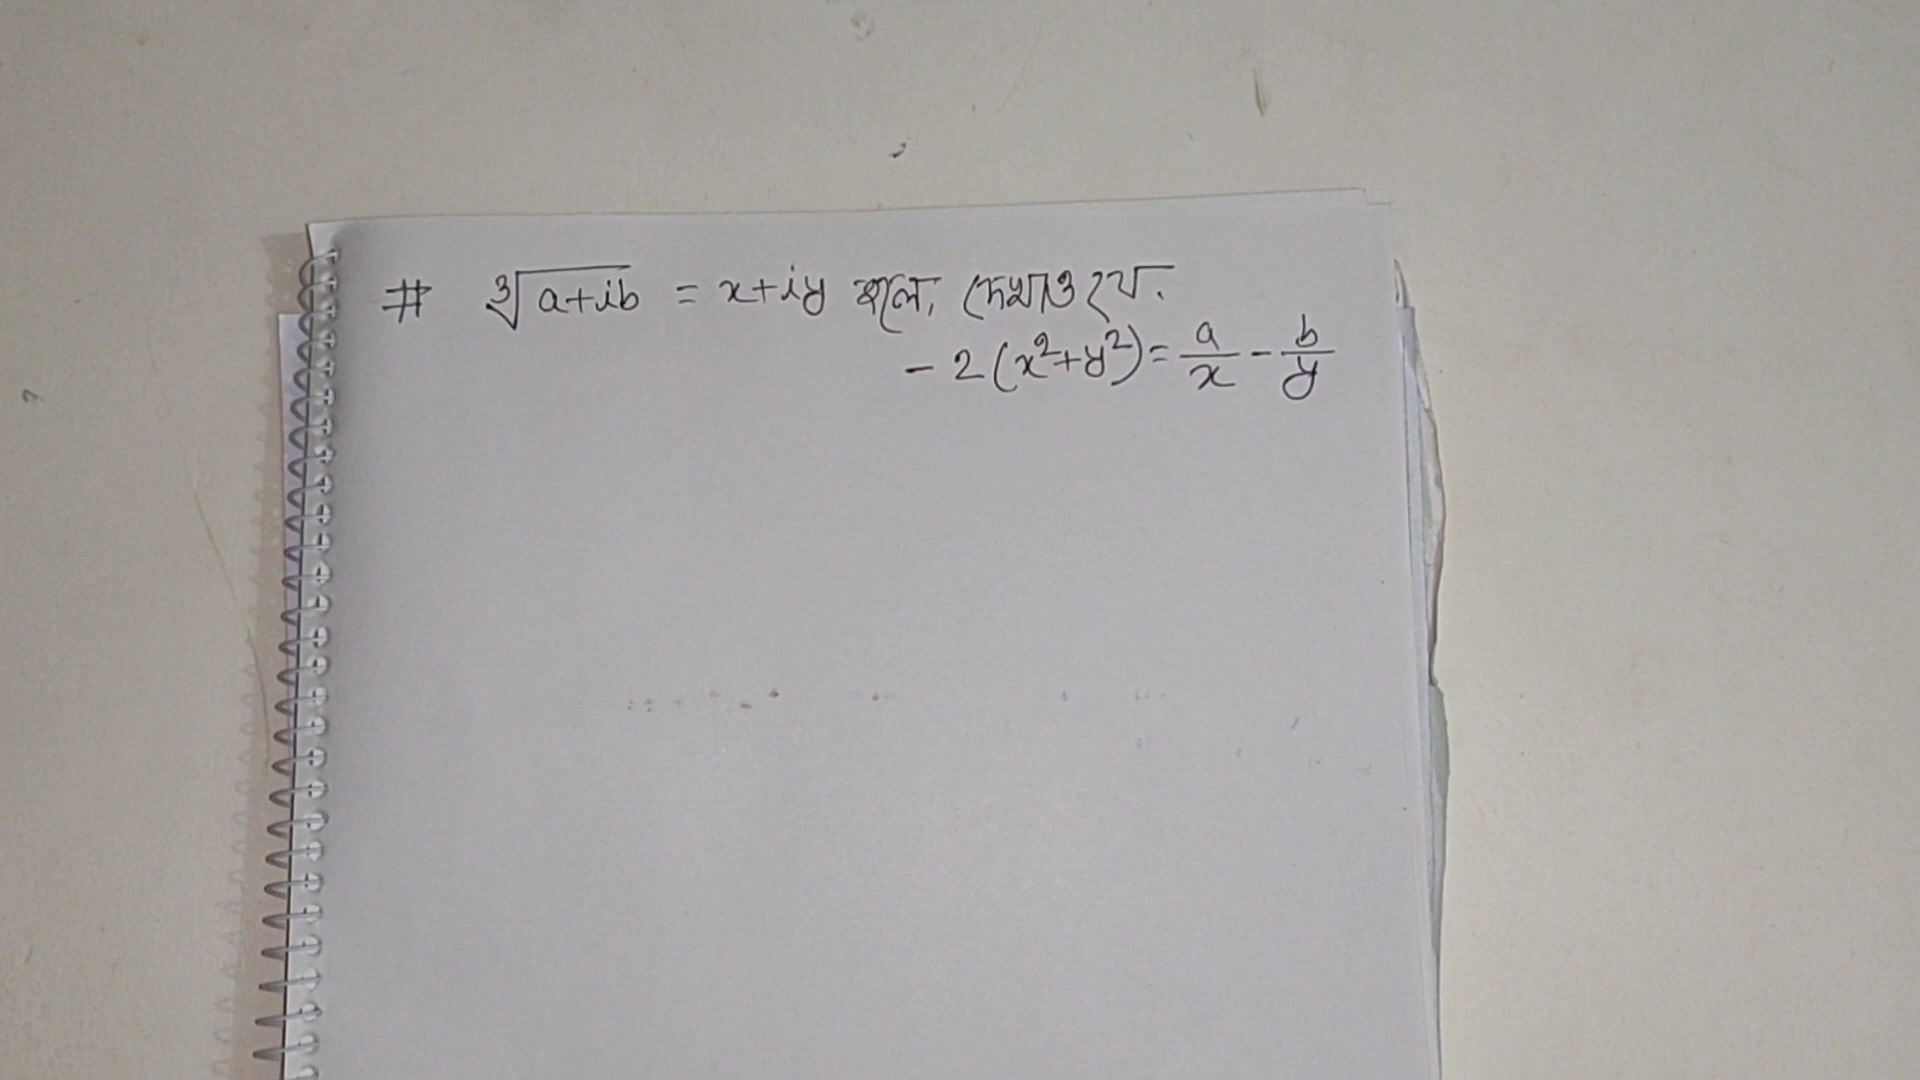 # ∛(a+ib) = x+iy হলে, দেখাও যে,
-2(x²+y²) = a/x - b/y